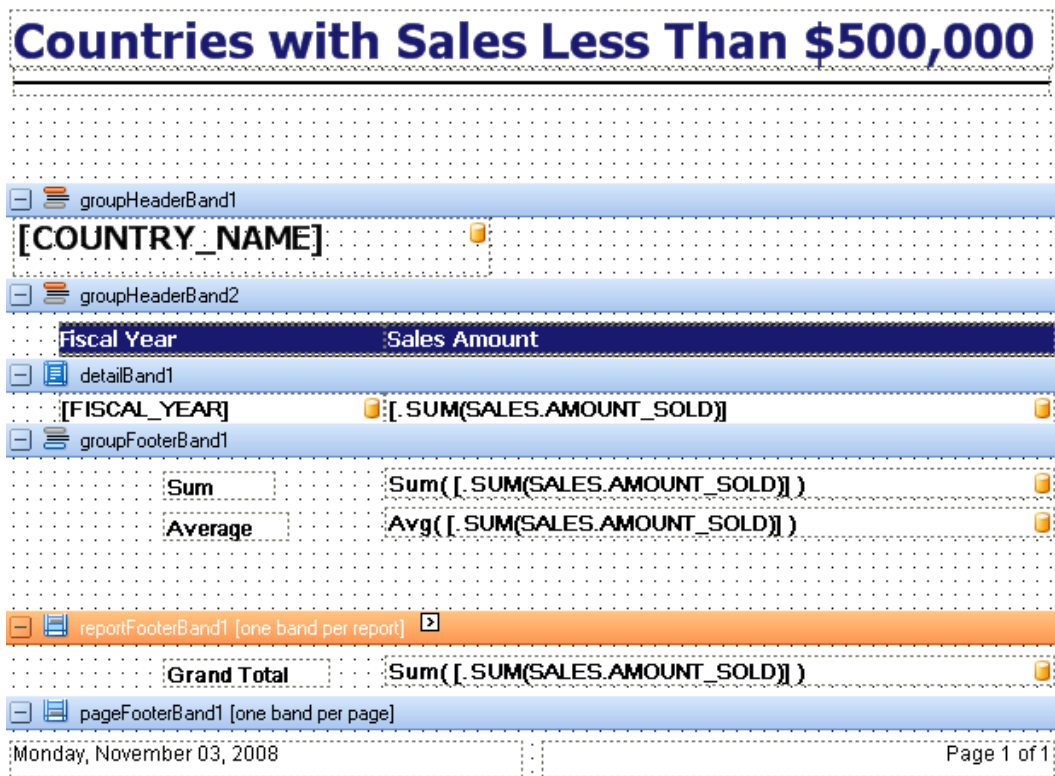 Countries with Sales Less Than $500,000
groupHeaderBand1
[COUNTRY_NAME]
groupHeaderBand2
Fiscal Year Sales Amount
detailBand1
[FISCAL_YEAR] [.SUM(SALES.AMOUNT_SOLD)]
groupFooterBand1
Sum Sum( [.SUM(SALES.AMOUNT_SOLD)] )
Average Avg( [.SUM(SALES.AMOUNT_SOLD)] )
reportFooterBand1 [one band per report]
Grand Total Sum( [.SUM(SALES.AMOUNT_SOLD)] )
pageFooterBand1 [one band per page]
Monday, November 03, 2008 Page 1 of 1